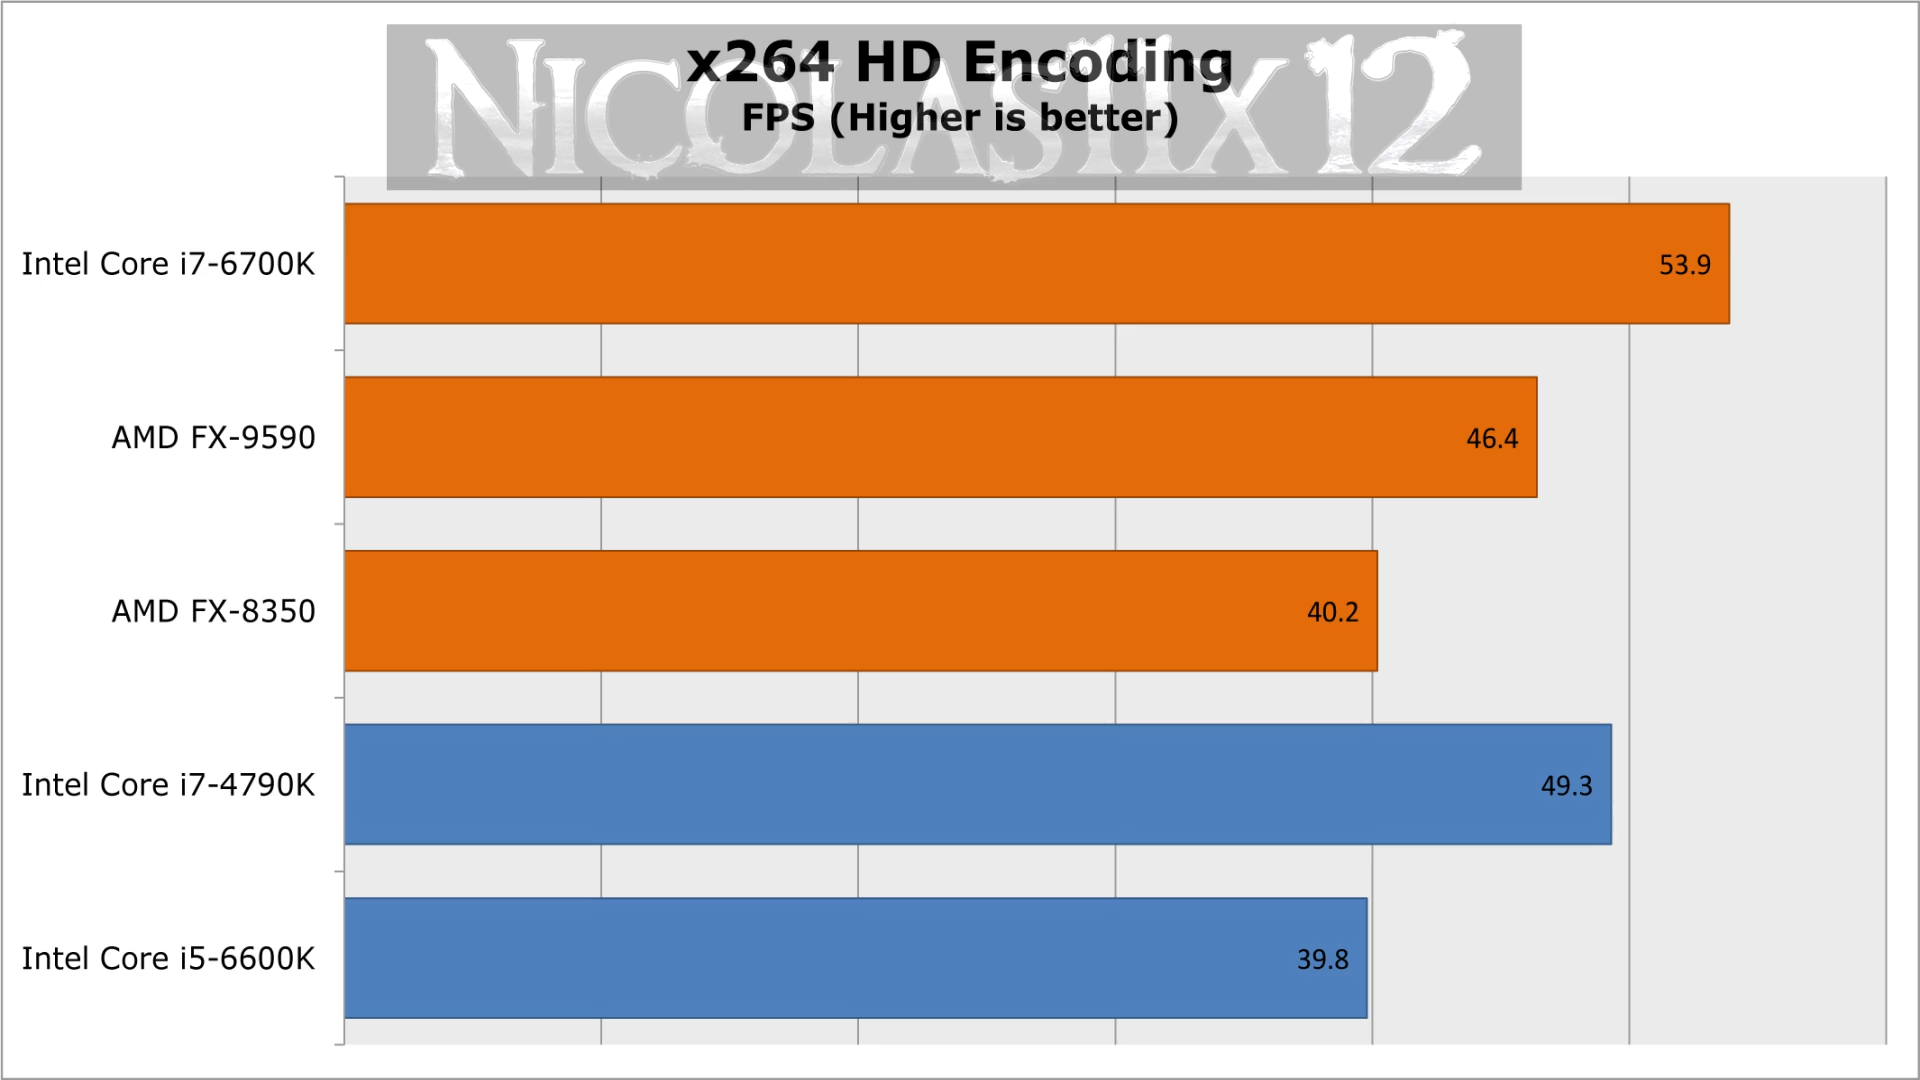 NICOLAS11X12
x264 HD Encoding
FPS (Higher is better)
Intel Core i7-6700K
53.9
AMD FX-9590
46.4
AMD FX-8350
40.2
Intel Core i7-4790K
49.3
Intel Core i5-6600K
39.8